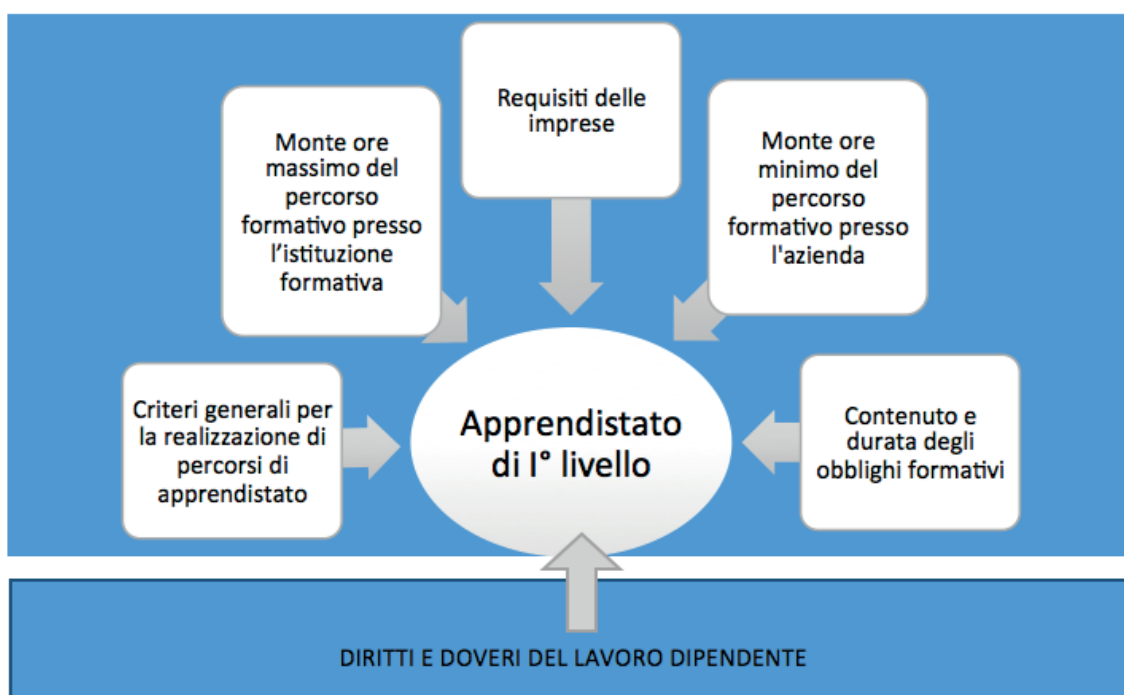 Requisiti delle
imprese
Monte ore
massimo del
percorso
formativo presso
l’istituzione
formativa
Monte ore
minimo del
percorso
formativo presso
l'azienda
Criteri generali per
la realizzazione di
percorsi di
apprendistato
Apprendistato
di I° livello
Contenuto e
durata degli
obblighi formativi
DIRITTI E DOVERI DEL LAVORO DIPENDENTE